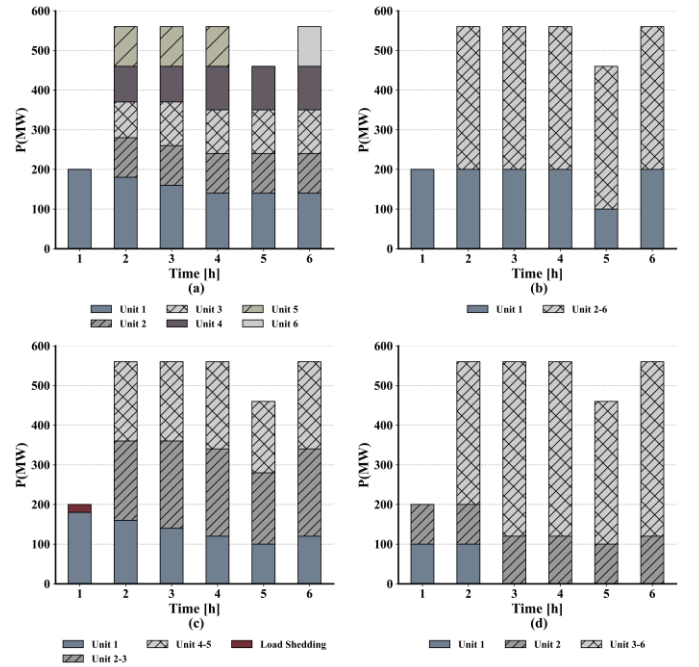 600
500
400
300
200
100
0
P(MW)
1 2 3 4 5 6
Time [h]
(a)
Unit 1 Unit 3 Unit 5
Unit 2 Unit 4 Unit 6
600
500
400
300
200
100
0
P(MW)
1 2 3 4 5 6
Time [h]
(b)
Unit 1 Unit 2-6
600
500
400
300
200
100
0
P(MW)
1 2 3 4 5 6
Time [h]
(c)
Unit 1 Unit 4-5 Load Shedding
Unit 2-3
600
500
400
300
200
100
0
P(MW)
1 2 3 4 5 6
Time [h]
(d)
Unit 1 Unit 2 Unit 3-6